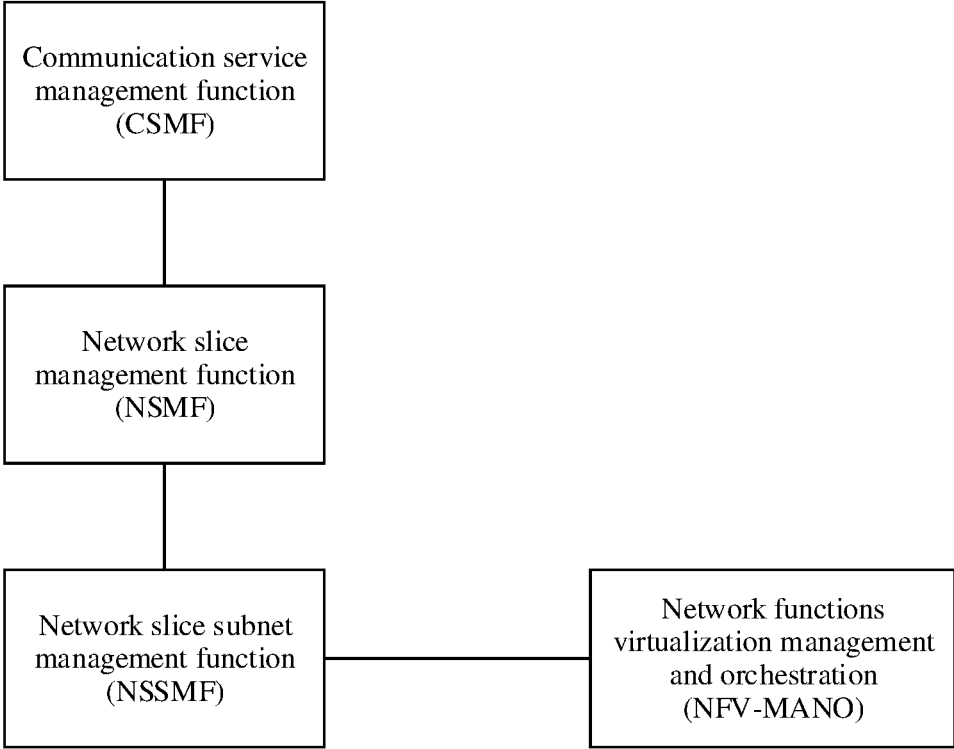 Communication service
management function
(CSMF)
Network slice
management function
(NSMF)
Network slice subnet
management function
(NSSMF)
Network functions
virtualization management
and orchestration
(NFV-MANO)